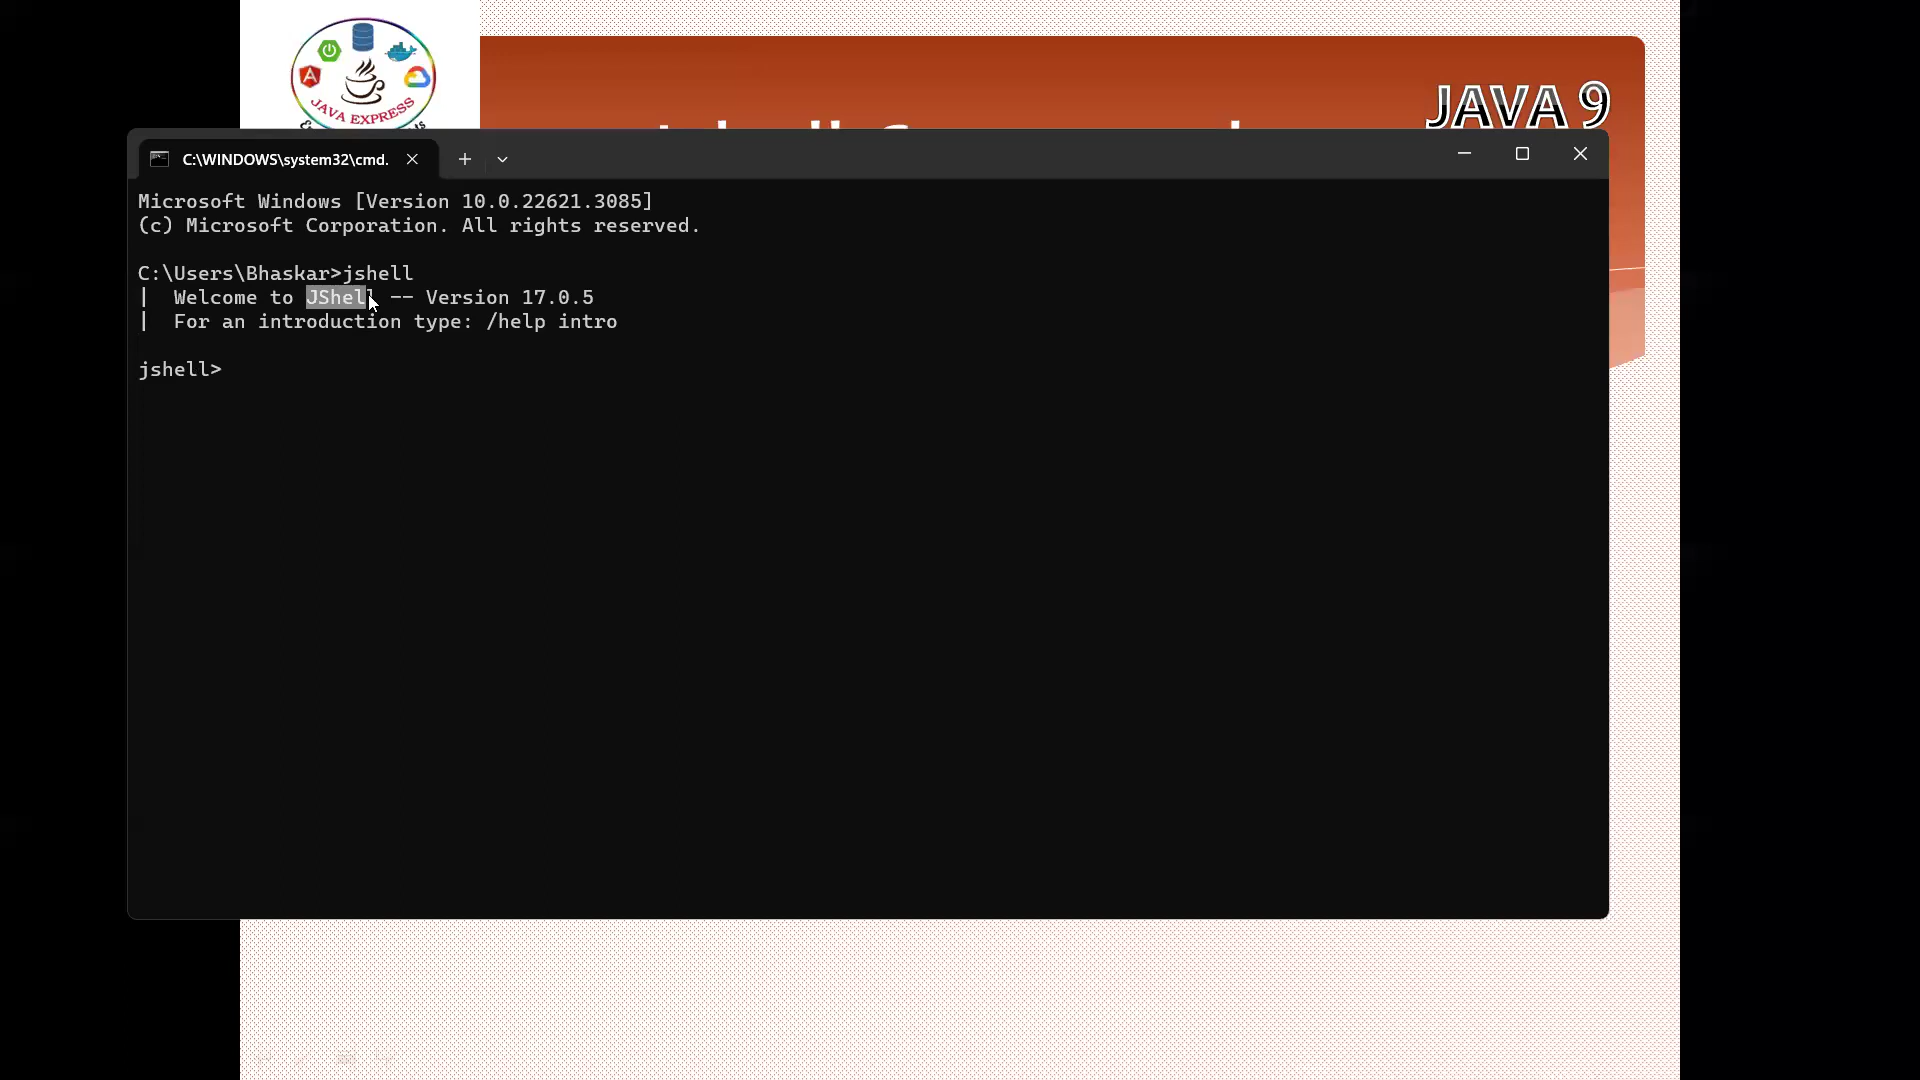 JAVA EXPRESS
JAVA 9
C:\WINDOWS\system32\cmd.
Microsoft Windows [Version 10.0.22621.3085]
(c) Microsoft Corporation. All rights reserved.
C:\Users\Bhaskar>jshell
| Welcome to JShell -- Version 17.0.5
| For an introduction type: /help intro
jshell>